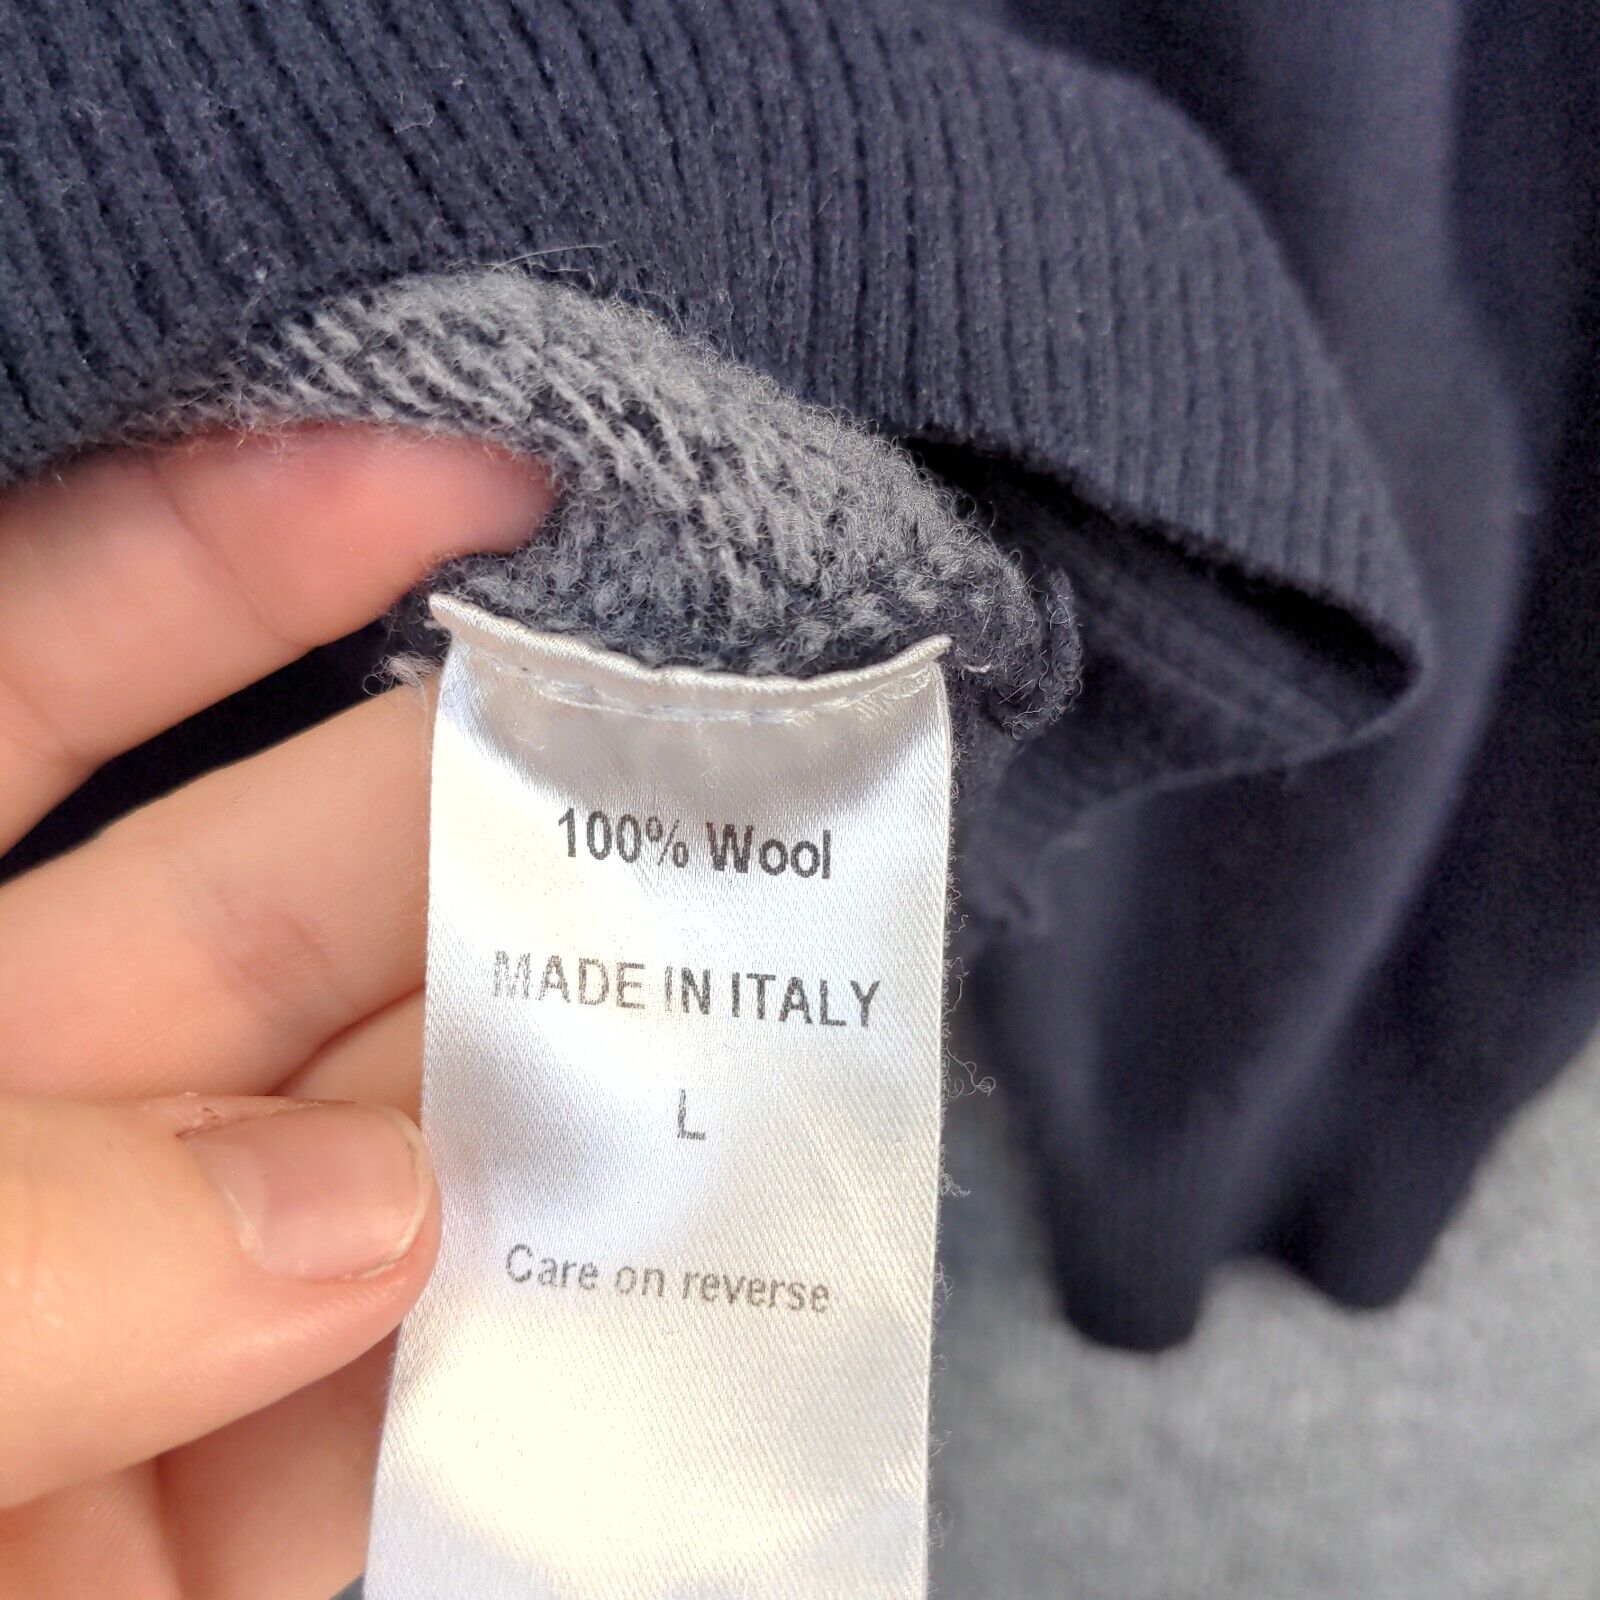 100% Wool
MADE IN ITALY
L
Care on reverse